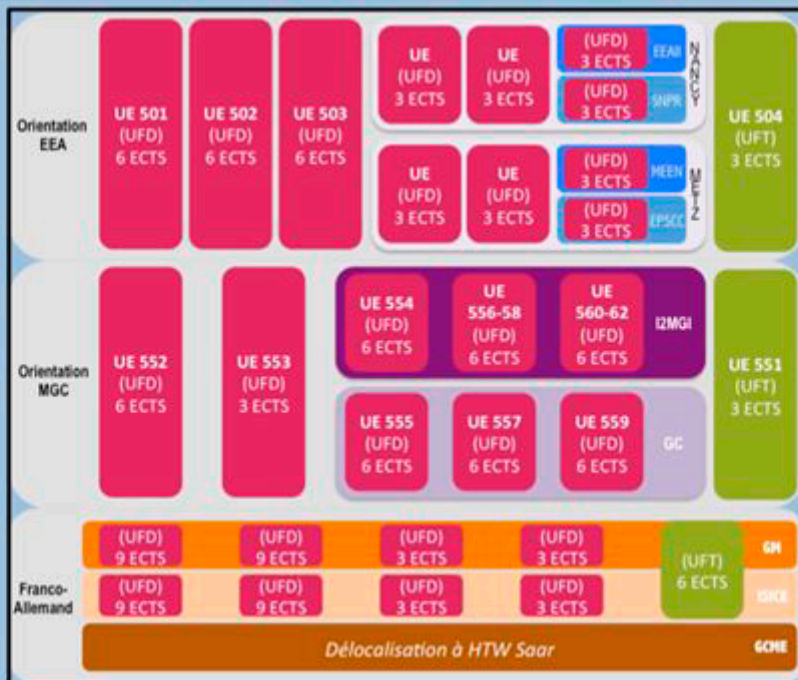 Orientation
EEA
UE 501
(UFD)
6 ECTS
UE 502
(UFD)
6 ECTS
UE 503
(UFD)
6 ECTS
UE
(UFD)
3 ECTS
UE
(UFD)
3 ECTS
(UFD)
3 ECTS
EEAII
(UFD)
3 ECTS
SNPR
NANCY
UE
(UFD)
3 ECTS
UE
(UFD)
3 ECTS
(UFD)
3 ECTS
MEEN
(UFD)
3 ECTS
EPSCC
METZ
UE 504
(UFT)
3 ECTS
Orientation
MGC
UE 552
(UFD)
6 ECTS
UE 553
(UFD)
3 ECTS
UE 554
(UFD)
6 ECTS
UE
556-58
(UFD)
6 ECTS
UE
560-62
(UFD)
6 ECTS
I2MGI
UE 555
(UFD)
6 ECTS
UE 557
(UFD)
6 ECTS
UE 559
(UFD)
6 ECTS
GC
UE 551
(UFT)
3 ECTS
Franco-
Allemand
(UFD)
9 ECTS
(UFD)
9 ECTS
(UFD)
3 ECTS
(UFD)
3 ECTS
GM
(UFD)
9 ECTS
(UFD)
9 ECTS
(UFD)
3 ECTS
(UFD)
3 ECTS
(UFT)
6 ECTS
Délocalisation à HTW Saar
GCME